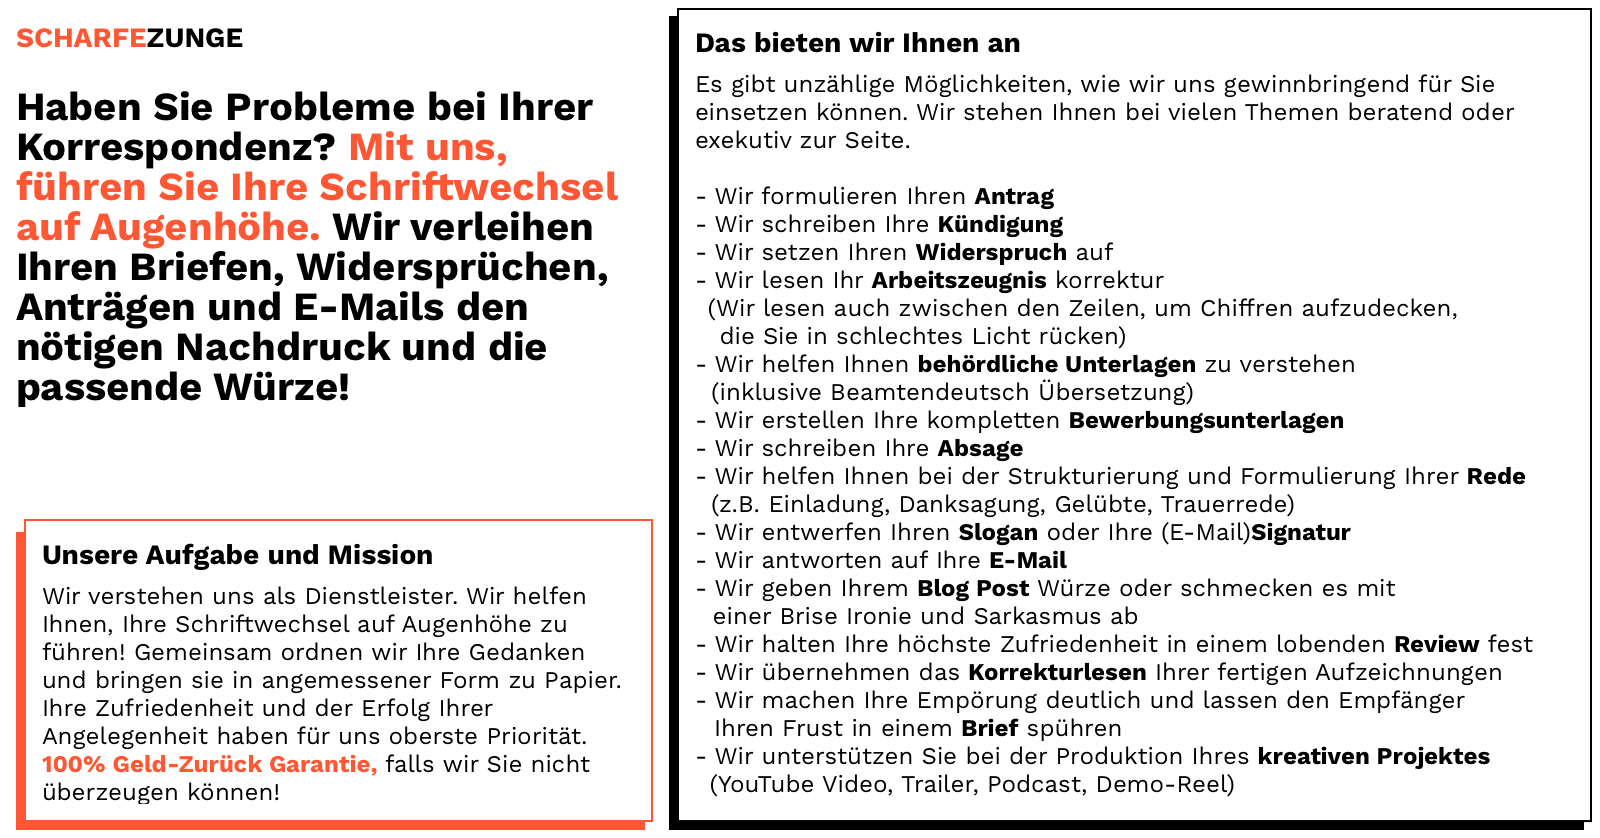 SCHARFEZUNGE
Haben Sie Probleme bei Ihrer
Korrespondenz? Mit uns,
führen Sie Ihre Schriftwechsel
auf Augenhöhe. Wir verleihen
Ihren Briefen, Widersprüchen,
Anträgen und E-Mails den
nötigen Nachdruck und die
passende Würze!
Unsere Aufgabe und Mission
Wir verstehen uns als Dienstleister. Wir helfen
Ihnen, Ihre Schriftwechsel auf Augenhöhe zu
führen! Gemeinsam ordnen wir Ihre Gedanken
und bringen sie in angemessener Form zu Papier.
Ihre Zufriedenheit und der Erfolg Ihrer
Angelegenheit haben für uns oberste Priorität.
100% Geld-Zurück Garantie, falls wir Sie nicht
überzeugen können!
Das bieten wir Ihnen an
Es gibt unzählige Möglichkeiten, wie wir uns gewinnbringend für Sie
einsetzen können. Wir stehen Ihnen bei vielen Themen beratend oder
exekutiv zur Seite.
- Wir formulieren Ihren Antrag
- Wir schreiben Ihre Kündigung
- Wir setzen Ihren Widerspruch auf
- Wir lesen Ihr Arbeitszeugnis korrektur
(Wir lesen auch zwischen den Zeilen, um Chiffren aufzudecken,
die Sie in schlechtes Licht rücken)
- Wir helfen Ihnen behördliche Unterlagen zu verstehen
(inklusive Beamtendeutsch Übersetzung)
- Wir erstellen Ihre kompletten Bewerbungsunterlagen
- Wir schreiben Ihre Absage
- Wir helfen Ihnen bei der Strukturierung und Formulierung Ihrer Rede
(z.B. Einladung, Danksagung, Gelübte, Trauerrede)
- Wir entwerfen Ihren Slogan oder Ihre (E-Mail)Signatur
- Wir antworten auf Ihre E-Mail
- Wir geben Ihrem Blog Post Würze oder schmecken es mit
einer Brise Ironie und Sarkasmus ab
- Wir halten Ihre höchste Zufriedenheit in einem lobenden Review fest
- Wir übernehmen das Korrekturlesen Ihrer fertigen Aufzeichnungen
- Wir machen Ihre Empörung deutlich und lassen den Empfänger
Ihren Frust in einem Brief spühren
- Wir unterstützen Sie bei der Produktion Ihres kreativen Projektes
(YouTube Video, Trailer, Podcast, Demo-Reel)